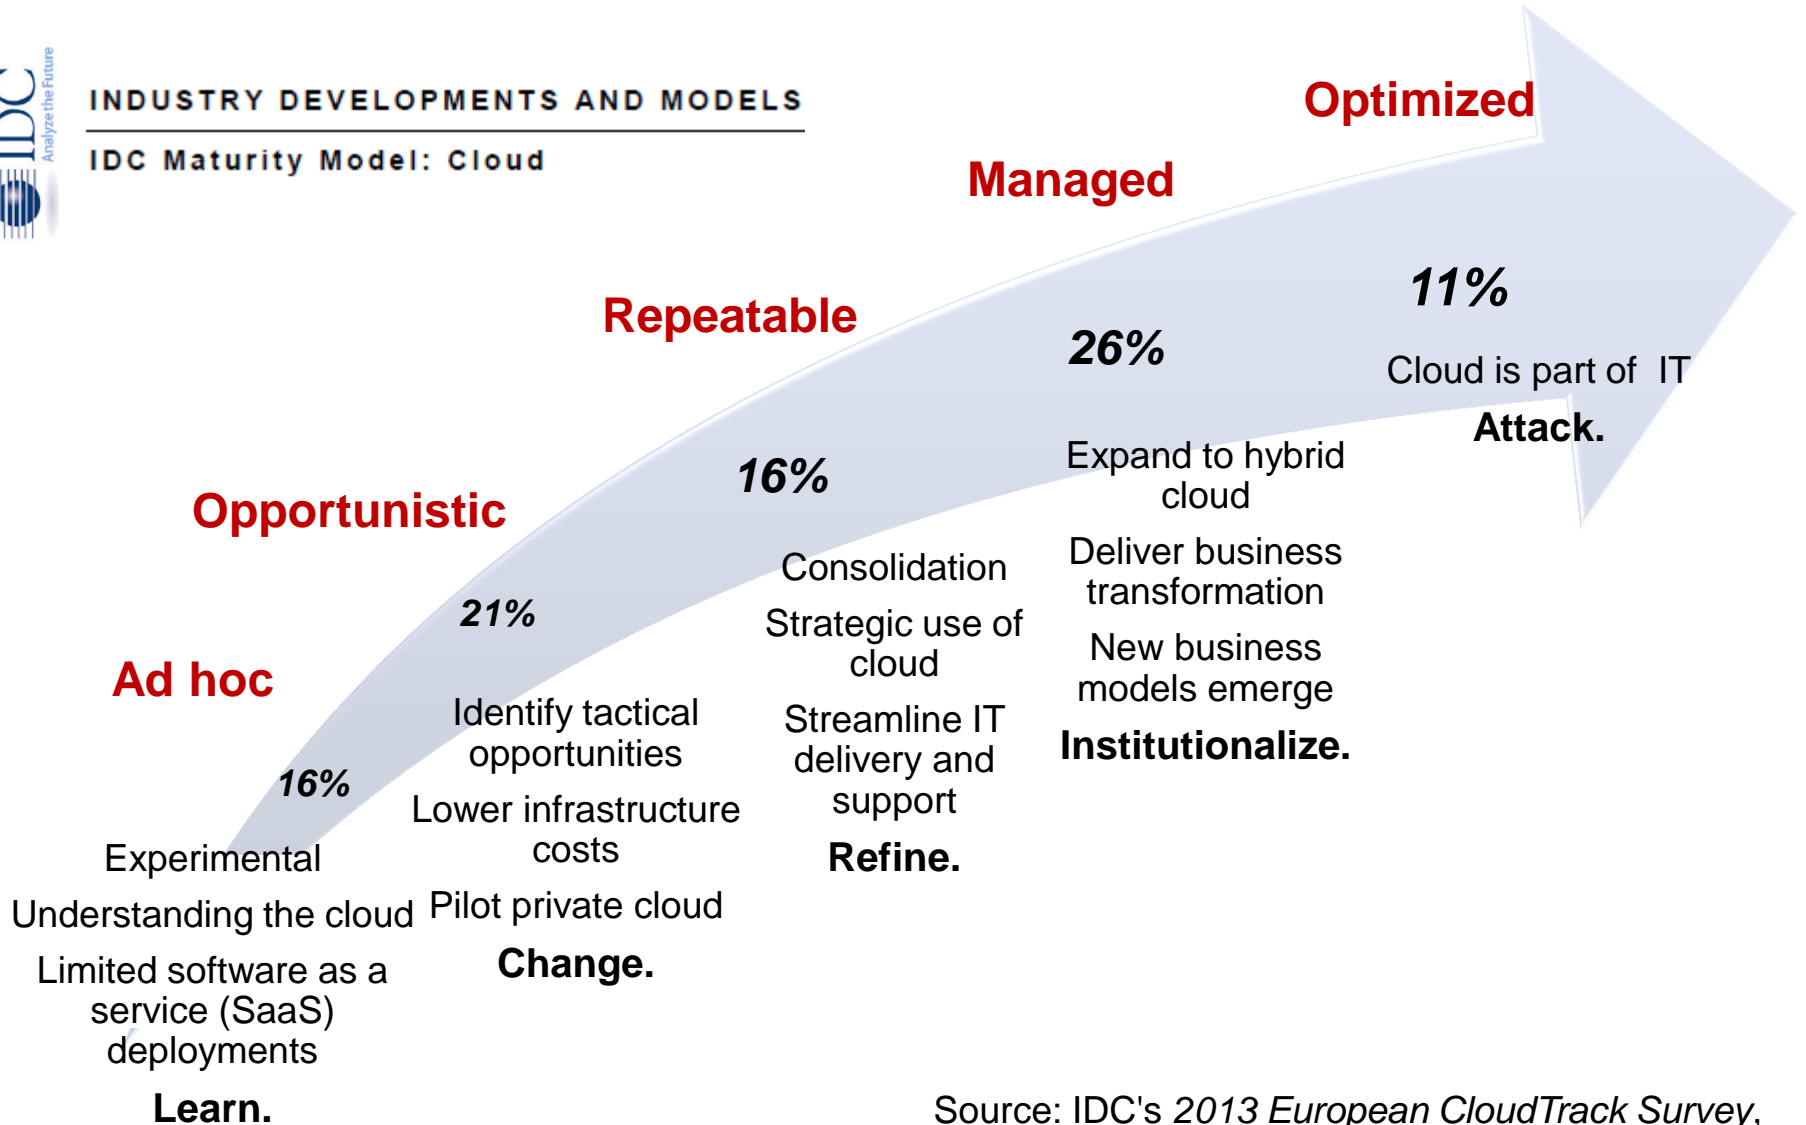 IDC
Analyze the Future
INDUSTRY DEVELOPMENTS AND MODELS
IDC Maturity Model: Cloud
Optimized
11%
Cloud is part of IT
Attack.
Managed
26%
Expand to hybrid
cloud
Deliver business
transformation
New business
models emerge
Institutionalize.
Repeatable
16%
Consolidation
Strategic use of
cloud
Streamline IT
delivery and
support
Refine.
Opportunistic
21%
Identify tactical
opportunities
Lower infrastructure
costs
Pilot private cloud
Change.
Ad hoc
16%
Experimental
Understanding the cloud
Limited software as a
service (SaaS)
deployments
Learn.
Source: IDC's 2013 European CloudTrack Survey,